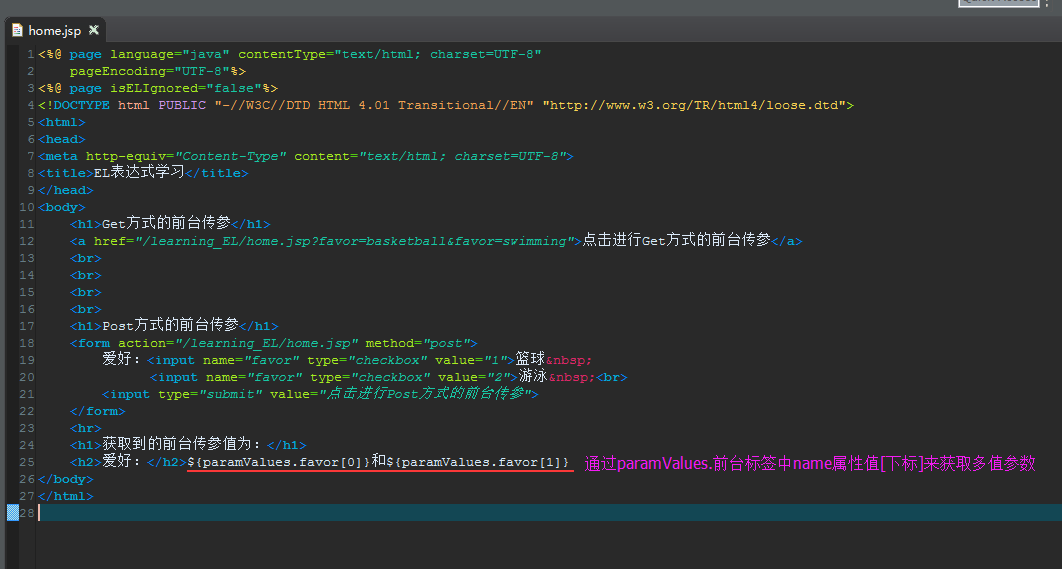 home.jsp
1 <%@ page language="java" contentType="text/html; charset=UTF-8"
2     pageEncoding="UTF-8"%>
3 <%@ page isELIgnored="false"%>
4 <!DOCTYPE html PUBLIC "-//W3C//DTD HTML 4.01 Transitional//EN" "http://www.w3.org/TR/html4/loose.dtd">
5 <html>
6 <head>
7 <meta http-equiv="Content-Type" content="text/html; charset=UTF-8">
8 <title>EL表达式学习</title>
9 </head>
10 <body>
11     <h1>Get方式的前台传参</h1>
12     <a href="/learning_EL/home.jsp?favor=basketball&favor=swimming">点击进行Get方式的前台传参</a>
13     <br>
14     <br>
15     <br>
16     <br>
17     <h1>Post方式的前台传参</h1>
18     <form action="/learning_EL/home.jsp" method="post">
19         爱好：<input name="favor" type="checkbox" value="1">篮球&nbsp;
20               <input name="favor" type="checkbox" value="2">游泳&nbsp;<br>
21         <input type="submit" value="点击进行Post方式的前台传参">
22     </form>
23     <hr>
24     <h1>获取到的前台传参值为：</h1>
25     <h2>爱好：</h2>${paramValues.favor[0]}和${paramValues.favor[1]} 通过paramValues.前台标签中name属性值[下标]来获取多值参数
26 </body>
27 </html>
28